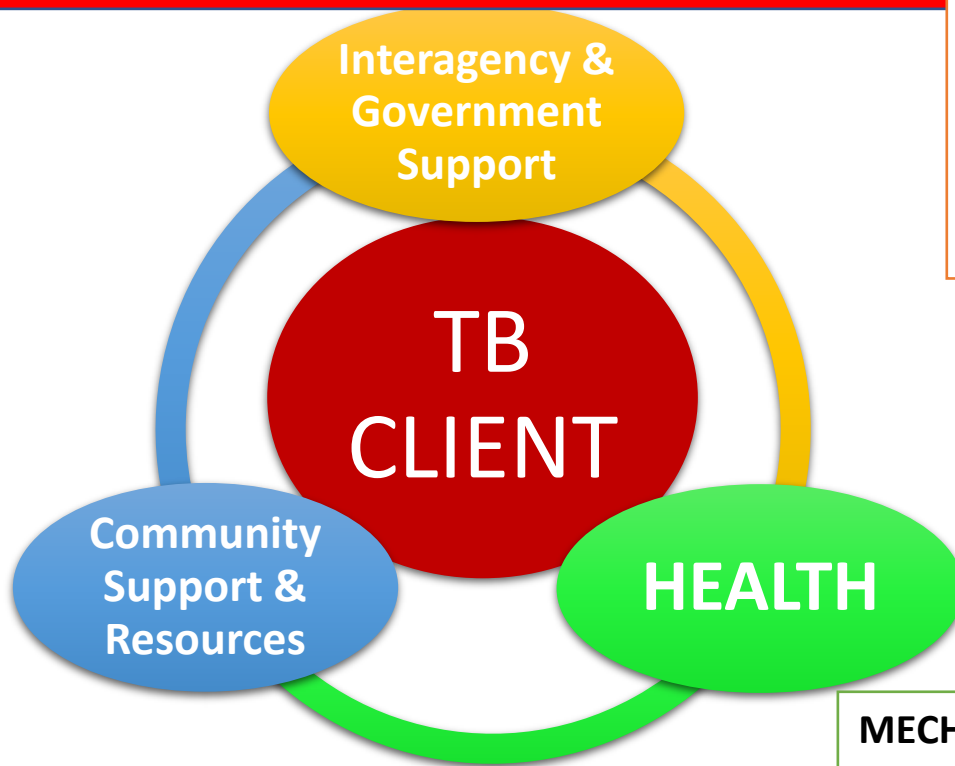 Interagency &
Government
Support
TB
CLIENT
Community
Support &
Resources
HEALTH
MECH